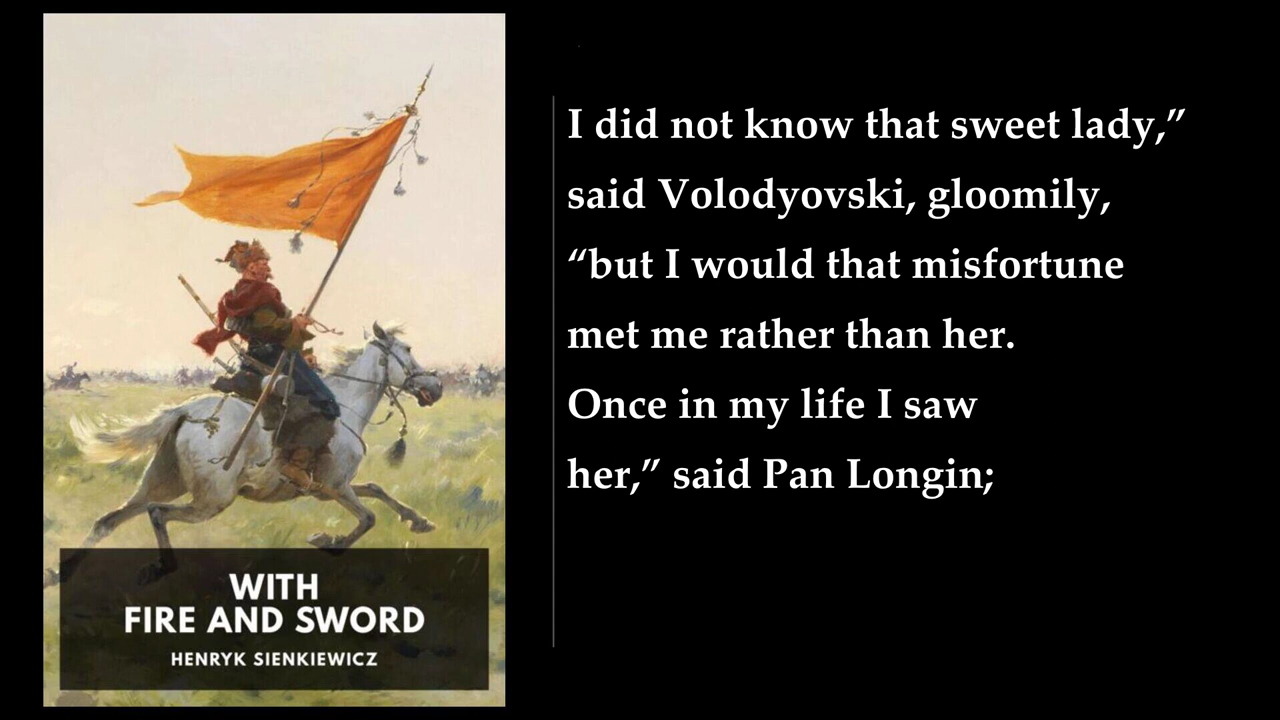 I did not know that sweet lady,”
said Volodyovski, gloomily,
“but I would that misfortune
met me rather than her.
Once in my life I saw
her,” said Pan Longin;
WITH
FIRE AND SWORD
HENRYK SIENKIEWICZ